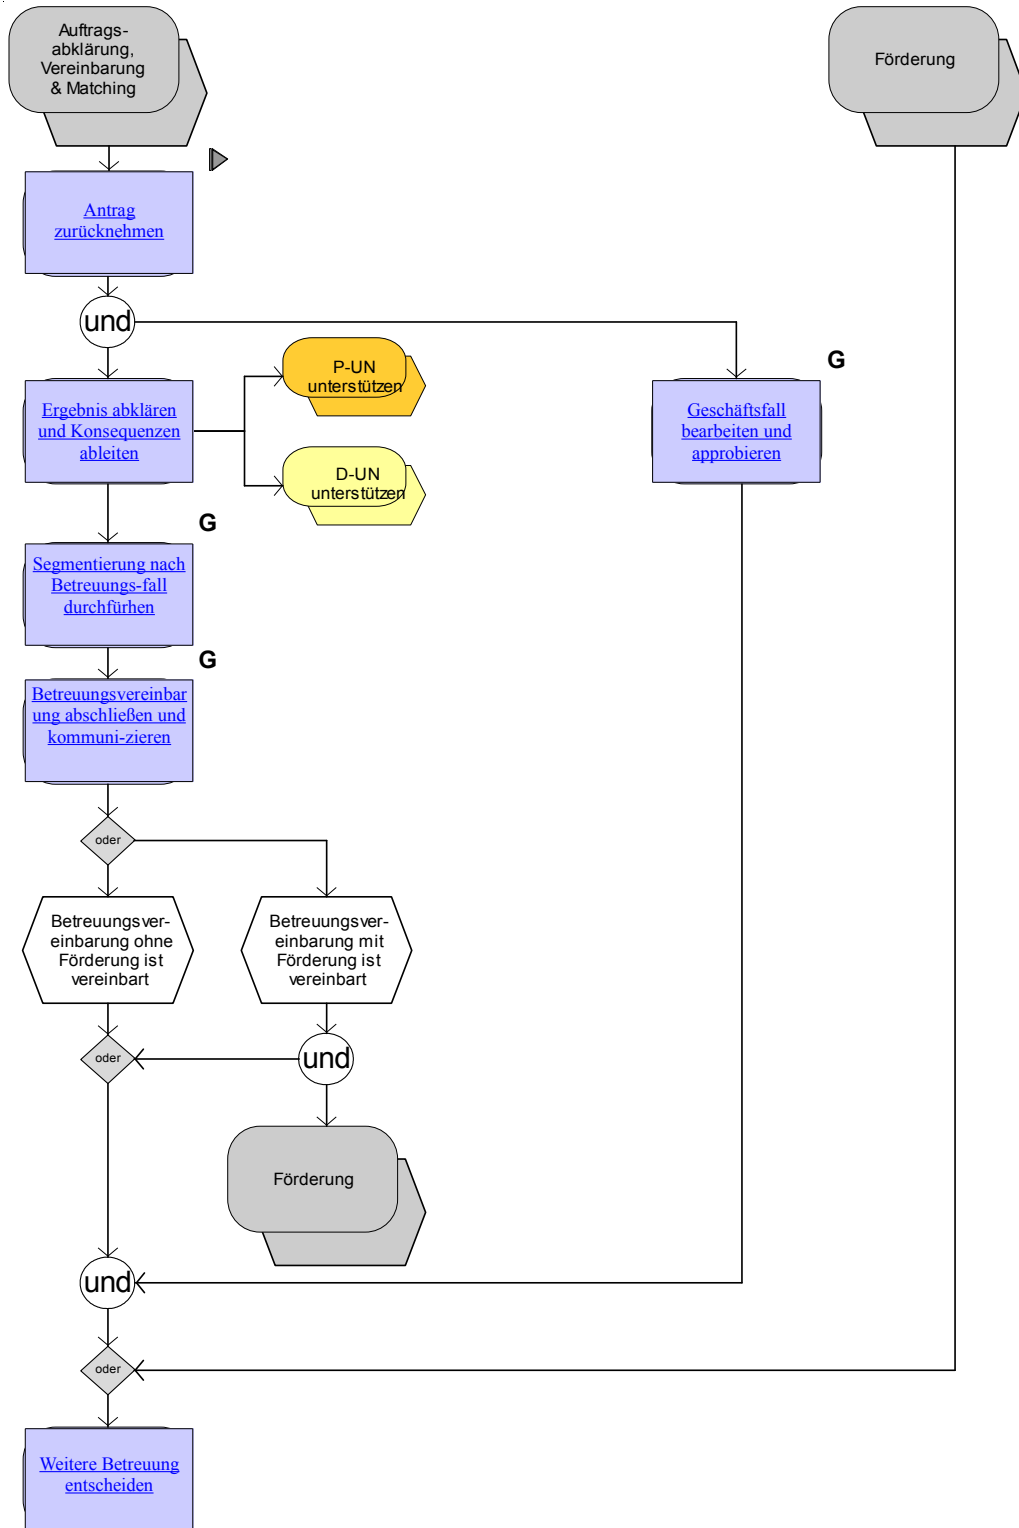 Auftrags-
abklärung,
Vereinbarung
& Matching
Förderung
Antrag
zurücknehmen
und
P-UN
unterstützen
G
Ergebnis abklären
und Konsequenzen
ableiten
Geschäftsfall
bearbeiten und
approbieren
D-UN
unterstützen
G
Segmentierung nach
Betreuungs-fall
durchfürhen
G
Betreuungsvereinbar
ung abschließen und
kommuni-zieren
oder
Betreuungsver-
einbarung ohne
Förderung ist
vereinbart
Betreuungsver-
einbarung mit
Förderung ist
vereinbart
oder
und
Förderung
und
oder
Weitere Betreuung
entscheiden